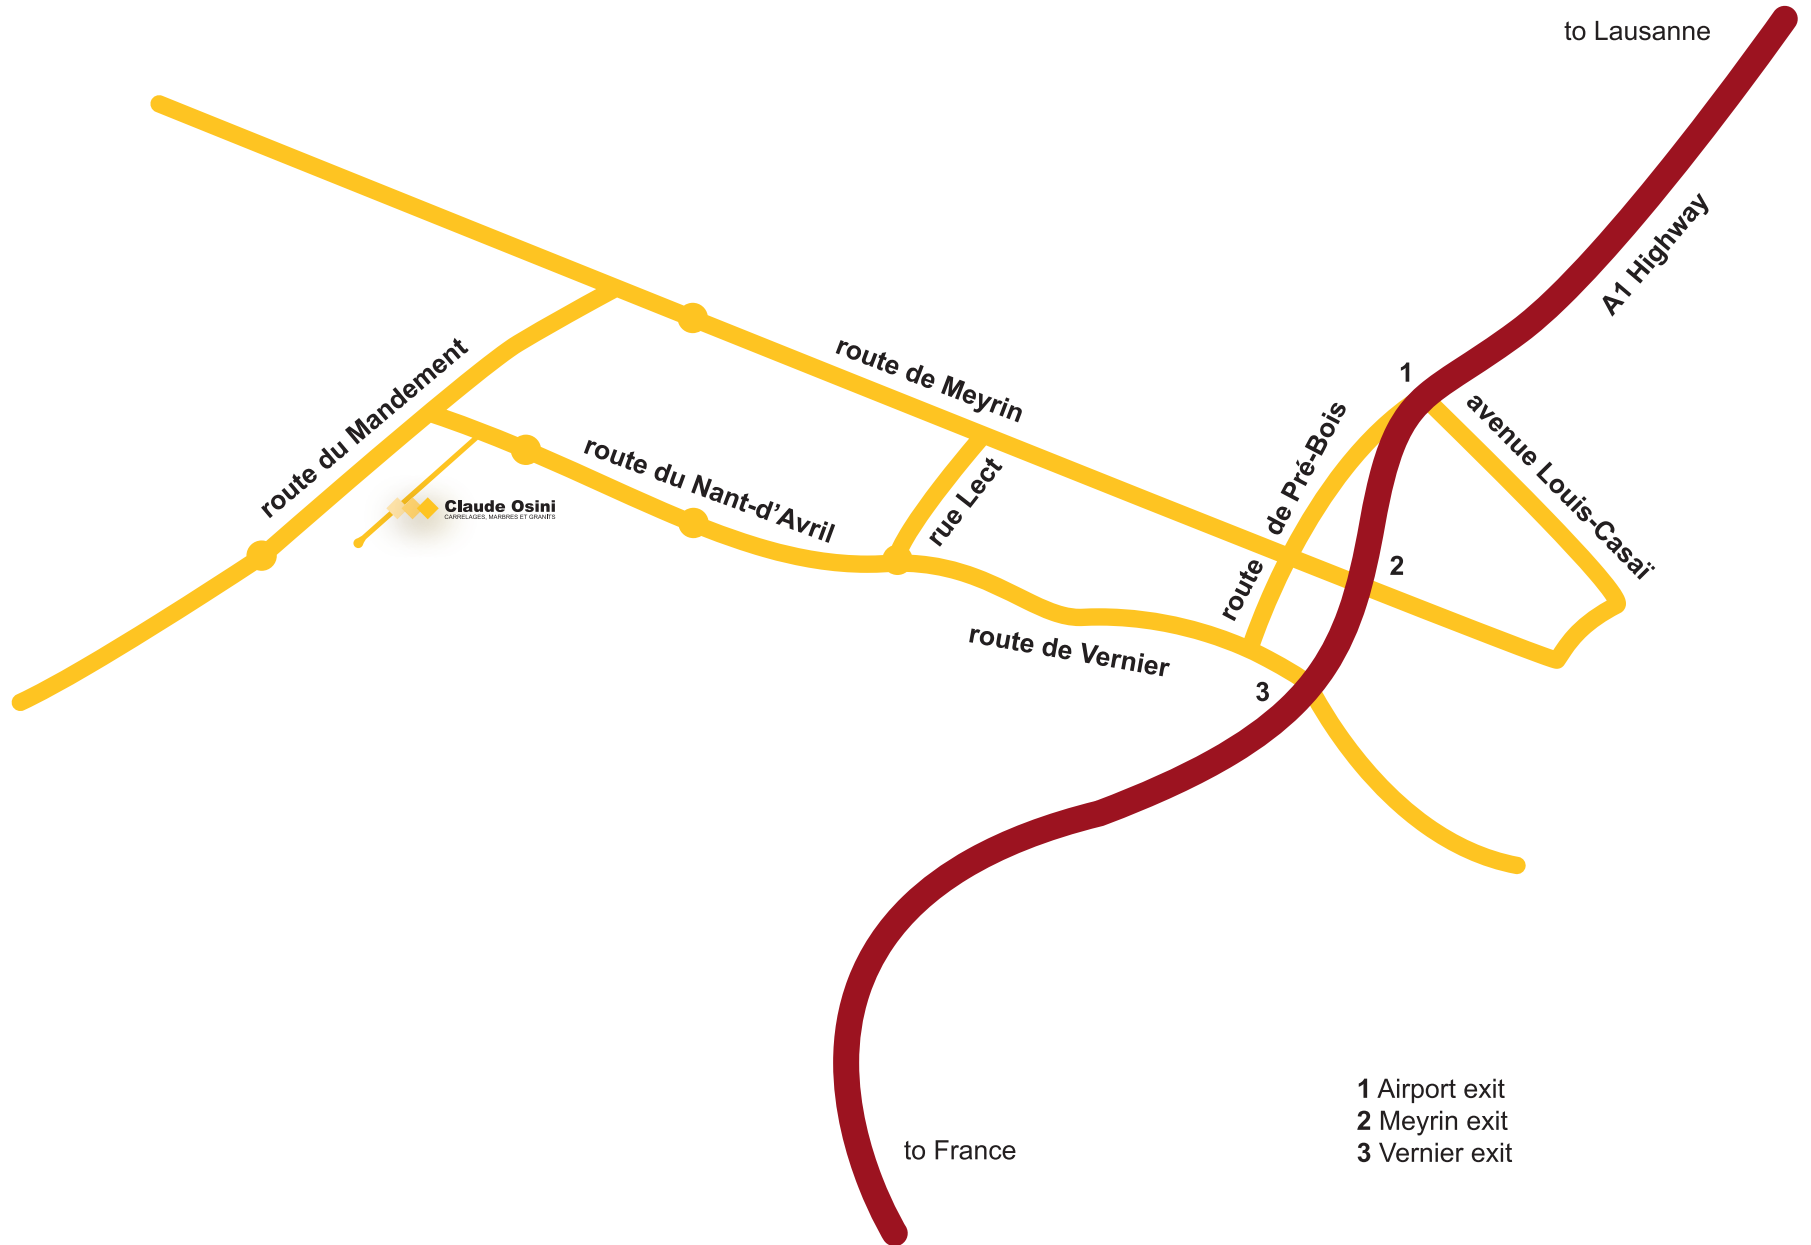 to Lausanne
A1 Highway
route de Meyrin
1
avenue Louis-Casaï
route du Mandement
route de Pré-Bois
route du Nant-d’Avril
rue Lect
Claude Osini
CARRELAGES, MARBRES ET GRANITS
2
route de Vernier
3
1 Airport exit
2 Meyrin exit
3 Vernier exit
to France